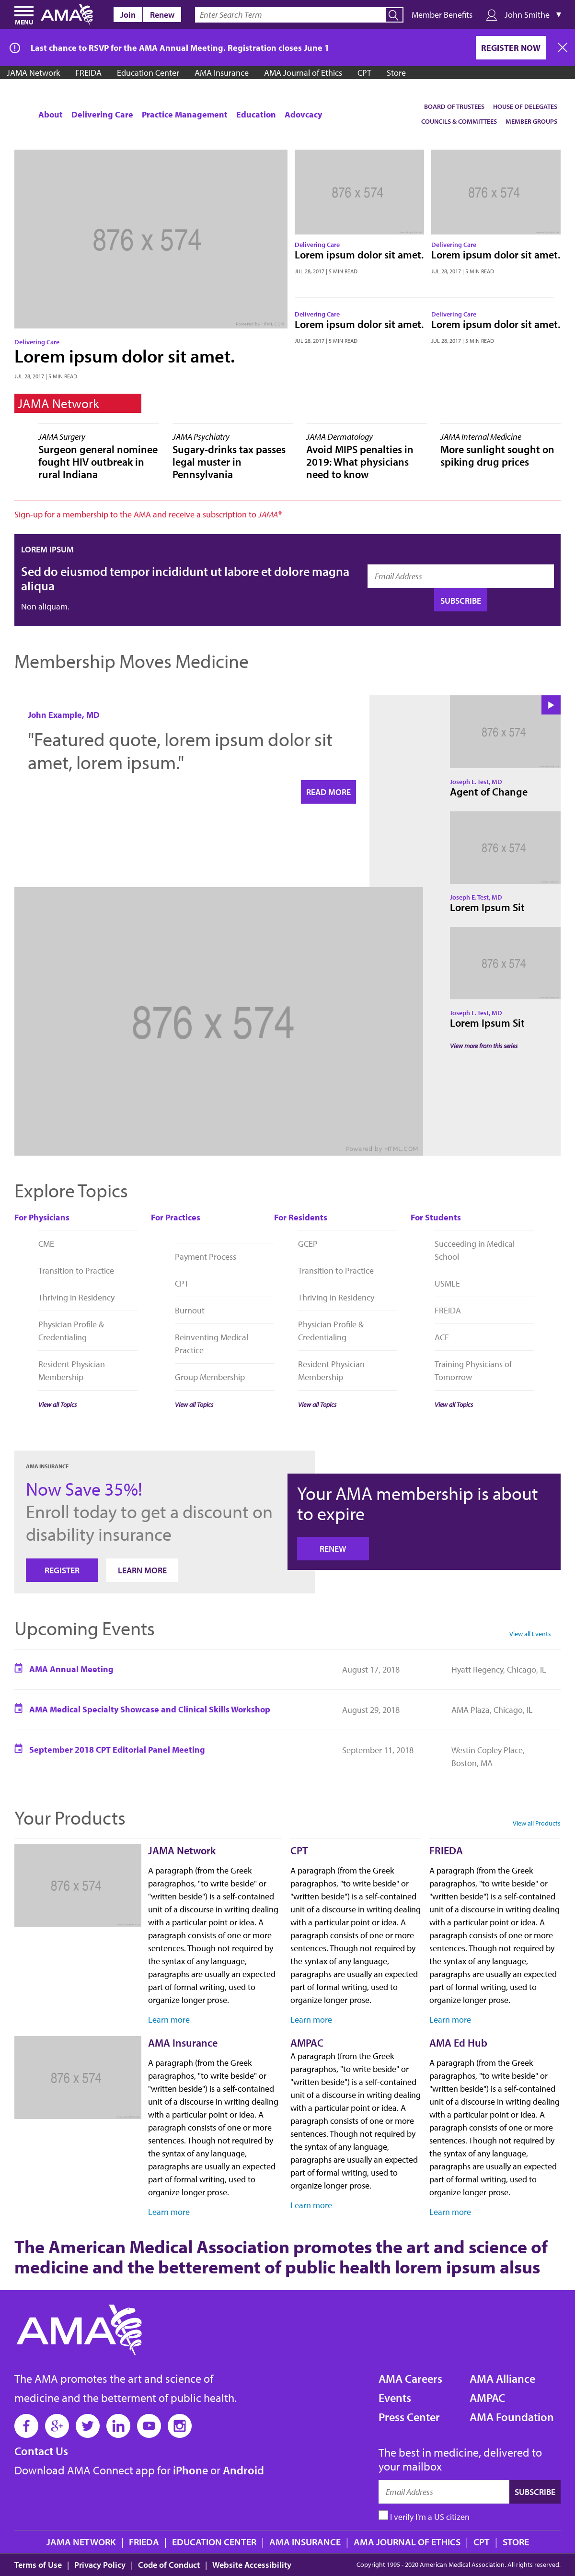 MENU
AMA
Join
Renew
Enter Search Term
Member Benefits
John Smithe ▼
Last chance to RSVP for the AMA Annual Meeting. Registration closes June 1
REGISTER NOW
JAMA Network
FREIDA
Education Center
AMA Insurance
AMA Journal of Ethics
CPT
Store
About
Delivering Care
Practice Management
Education
Adovcacy
BOARD OF TRUSTEES
HOUSE OF DELEGATES
COUNCILS & COMMITTEES
MEMBER GROUPS
876 x 574
Powered by HTML.COM
Delivering Care
Lorem ipsum dolor sit amet.
JUL 28, 2017 | 5 MIN READ
876 x 574
Delivering Care
Lorem ipsum dolor sit amet.
JUL 28, 2017 | 5 MIN READ
876 x 574
Delivering Care
Lorem ipsum dolor sit amet.
JUL 28, 2017 | 5 MIN READ
Delivering Care
Lorem ipsum dolor sit amet.
JUL 28, 2017 | 5 MIN READ
Delivering Care
Lorem ipsum dolor sit amet.
JUL 28, 2017 | 5 MIN READ
JAMA Network
JAMA Surgery
Surgeon general nominee
fought HIV outbreak in
rural Indiana
JAMA Psychiatry
Sugary-drinks tax passes
legal muster in
Pennsylvania
JAMA Dermatology
Avoid MIPS penalties in
2019: What physicians
need to know
JAMA Internal Medicine
More sunlight sought on
spiking drug prices
Sign-up for a membership to the AMA and receive a subscription to JAMA®
LOREM IPSUM
Sed do eiusmod tempor incididunt ut labore et dolore magna
aliqua
Non aliquam.
Email Address
SUBSCRIBE
Membership Moves Medicine
John Example, MD
"Featured quote, lorem ipsum dolor sit
amet, lorem ipsum."
READ MORE
876 x 574
Powered by HTML.COM
876 x 574
Joseph E. Test, MD
Agent of Change
876 x 574
Joseph E. Test, MD
Lorem Ipsum Sit
876 x 574
Joseph E. Test, MD
Lorem Ipsum Sit
View more from this series
Explore Topics
For Physicians
CME
Transition to Practice
Thriving in Residency
Physician Profile &
Credentialing
Resident Physician
Membership
View all Topics
For Practices
Payment Process
CPT
Burnout
Reinventing Medical
Practice
Group Membership
View all Topics
For Residents
GCEP
Transition to Practice
Thriving in Residency
Physician Profile &
Credentialing
Resident Physician
Membership
View all Topics
For Students
Succeeding in Medical
School
USMLE
FREIDA
ACE
Training Physicans of
Tomorrow
View all Topics
AMA INSURANCE
Now Save 35%!
Enroll today to get a discount on
disability insurance
REGISTER
LEARN MORE
Your AMA membership is about
to expire
RENEW
Upcoming Events
View all Events
AMA Annual Meeting
August 17, 2018
Hyatt Regency, Chicago, IL
AMA Medical Specialty Showcase and Clinical Skills Workshop
August 29, 2018
AMA Plaza, Chicago, IL
September 2018 CPT Editorial Panel Meeting
September 11, 2018
Westin Copley Place,
Boston, MA
Your Products
View all Products
876 x 574
JAMA Network
A paragraph (from the Greek
paragraphos, "to write beside" or
"written beside") is a self-contained
unit of a discourse in writing dealing
with a particular point or idea. A
paragraph consists of one or more
sentences. Though not required by
the syntax of any language,
paragraphs are usually an expected
part of formal writing, used to
organize longer prose.
Learn more
CPT
A paragraph (from the Greek
paragraphos, "to write beside" or
"written beside") is a self-contained
unit of a discourse in writing dealing
with a particular point or idea. A
paragraph consists of one or more
sentences. Though not required by
the syntax of any language,
paragraphs are usually an expected
part of formal writing, used to
organize longer prose.
Learn more
FRIEDA
A paragraph (from the Greek
paragraphos, "to write beside" or
"written beside") is a self-contained
unit of a discourse in writing dealing
with a particular point or idea. A
paragraph consists of one or more
sentences. Though not required by
the syntax of any language,
paragraphs are usually an expected
part of formal writing, used to
organize longer prose.
Learn more
876 x 574
AMA Insurance
A paragraph (from the Greek
paragraphos, "to write beside" or
"written beside") is a self-contained
unit of a discourse in writing dealing
with a particular point or idea. A
paragraph consists of one or more
sentences. Though not required by
the syntax of any language,
paragraphs are usually an expected
part of formal writing, used to
organize longer prose.
Learn more
AMPAC
A paragraph (from the Greek
paragraphos, "to write beside" or
"written beside") is a self-contained
unit of a discourse in writing dealing
with a particular point or idea. A
paragraph consists of one or more
sentences. Though not required by
the syntax of any language,
paragraphs are usually an expected
part of formal writing, used to
organize longer prose.
Learn more
AMA Ed Hub
A paragraph (from the Greek
paragraphos, "to write beside" or
"written beside") is a self-contained
unit of a discourse in writing dealing
with a particular point or idea. A
paragraph consists of one or more
sentences. Though not required by
the syntax of any language,
paragraphs are usually an expected
part of formal writing, used to
organize longer prose.
Learn more
The American Medical Association promotes the art and science of
medicine and the betterement of public health lorem ipsum alsus
AMA
The AMA promotes the art and science of
medicine and the betterment of public health.
Contact Us
Download AMA Connect app for iPhone or Android
AMA Careers
Events
Press Center
AMA Alliance
AMPAC
AMA Foundation
The best in medicine, delivered to
your mailbox
Email Address
SUBSCRIBE
I verify I'm a US citizen
JAMA NETWORK | FRIEDA | EDUCATION CENTER | AMA INSURANCE | AMA JOURNAL OF ETHICS | CPT | STORE
Terms of Use | Privacy Policy | Code of Conduct | Website Accessibility
Copyright 1995 - 2020 American Medical Association. All rights reserved.